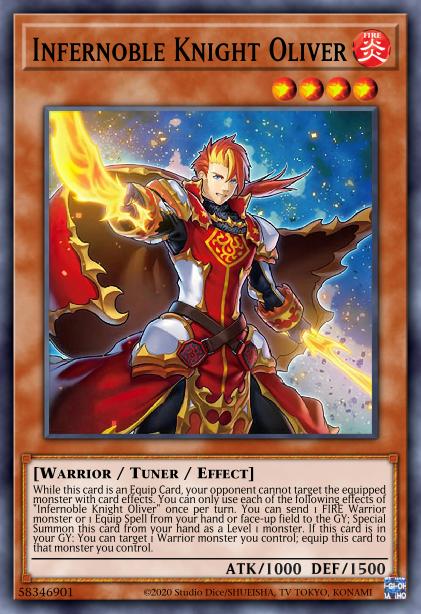 Infernoble Knight Oliver
FIRE
炎
[Warrior / Tuner / Effect]
While this card is an Equip Card, your opponent cannot target the equipped
monster with card effects. You can only use each of the following effects of
"Infernoble Knight Oliver" once per turn. You can send 1 FIRE Warrior
monster or 1 Equip Spell from your hand or face-up field to the GY; Special
Summon this card from your hand as a Level 1 monster. If this card is in
your GY: You can target 1 Warrior monster you control; equip this card to
that monster you control.
ATK/1000 DEF/1500
58346901
©2020 Studio Dice/SHUEISHA, TV TOKYO, KONAMI